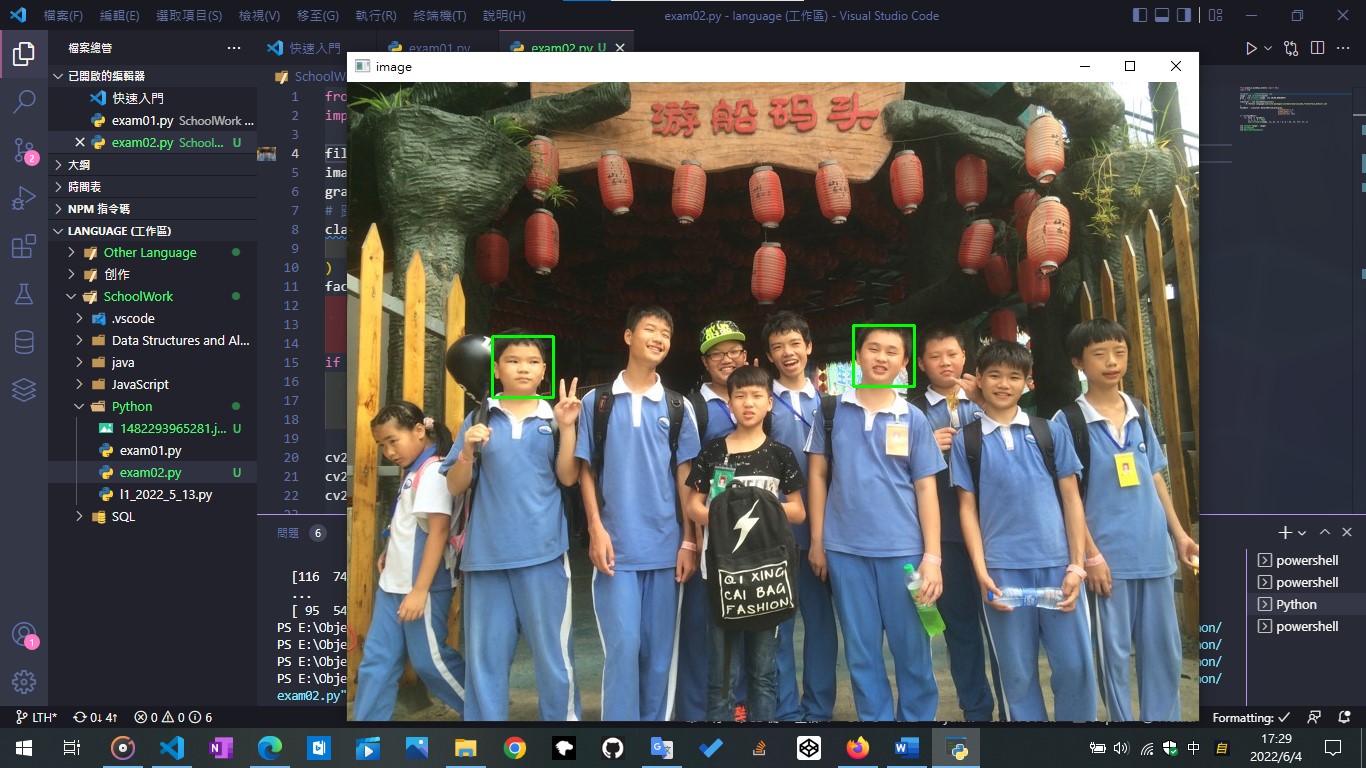 檔案(F) 編輯(E) 選取項目(S) 檢視(V) 移至(G) 執行(R) 終端機(T) 說明(H)
exam02.py - language (工作區) - Visual Studio Code
檔案總管
快速入門
exam01.py
exam02.py U
已開啟的編輯器
快速入門
exam01.py SchoolWork ...
exam02.py School... U
大綱
時間表
NPM 指令碼
LANGUAGE (工作區)
Other Language
创作
SchoolWork
.vscode
Data Structures and Al...
java
JavaScript
Python
1482293965281.j... U
exam01.py
exam02.py U
l1_2022_5_13.py
SQL
SchoolW
1 fro
2 imp
3
4 fil
5 ima
6 gra
7 #
8 cla
10 )
11 fac
12
13
14
15 if
16
17
18
19
20 cv2
21 cv2
22 cv2
image
游船码头
QI XING
CAI BAG
FASHION
問題 6
[116 74
...
[ 95 54
PS E:\Obje
PS E:\Obje
PS E:\Obje
PS E:\Obje
exam02.py"
hon/
hon/
hon/
hon/
powershell
powershell
Python
powershell
2
1
LTH*
0↓ 4↑
0 0 6
Formatting: ✓
中
17:29
2022/6/4